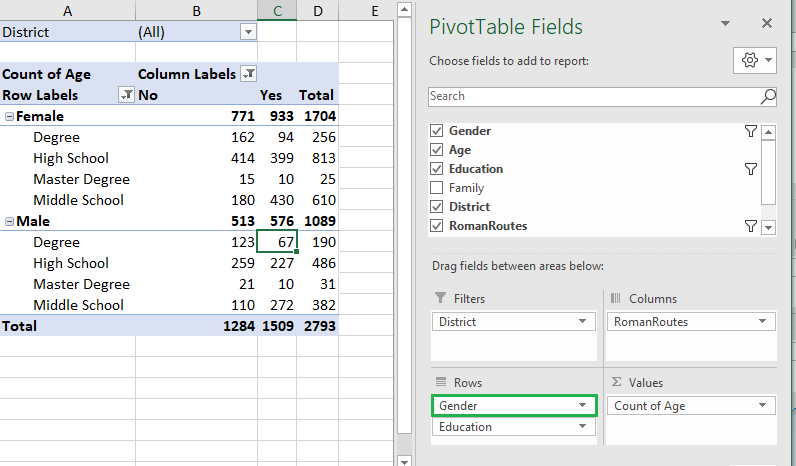 A B C D E
District (All)
Count of Age Column Labels
Row Labels No Yes Total
Female 771 933 1704
Degree 162 94 256
High School 414 399 813
Master Degree 15 10 25
Middle School 180 430 610
Male 513 576 1089
Degree 123 67 190
High School 259 227 486
Master Degree 21 10 31
Middle School 110 272 382
Total 1284 1509 2793
PivotTable Fields
Choose fields to add to report:
Search
Gender
Age
Education
Family
District
RomanRoutes
Drag fields between areas below:
Filters
District
Columns
RomanRoutes
Rows
Gender
Education
Σ Values
Count of Age